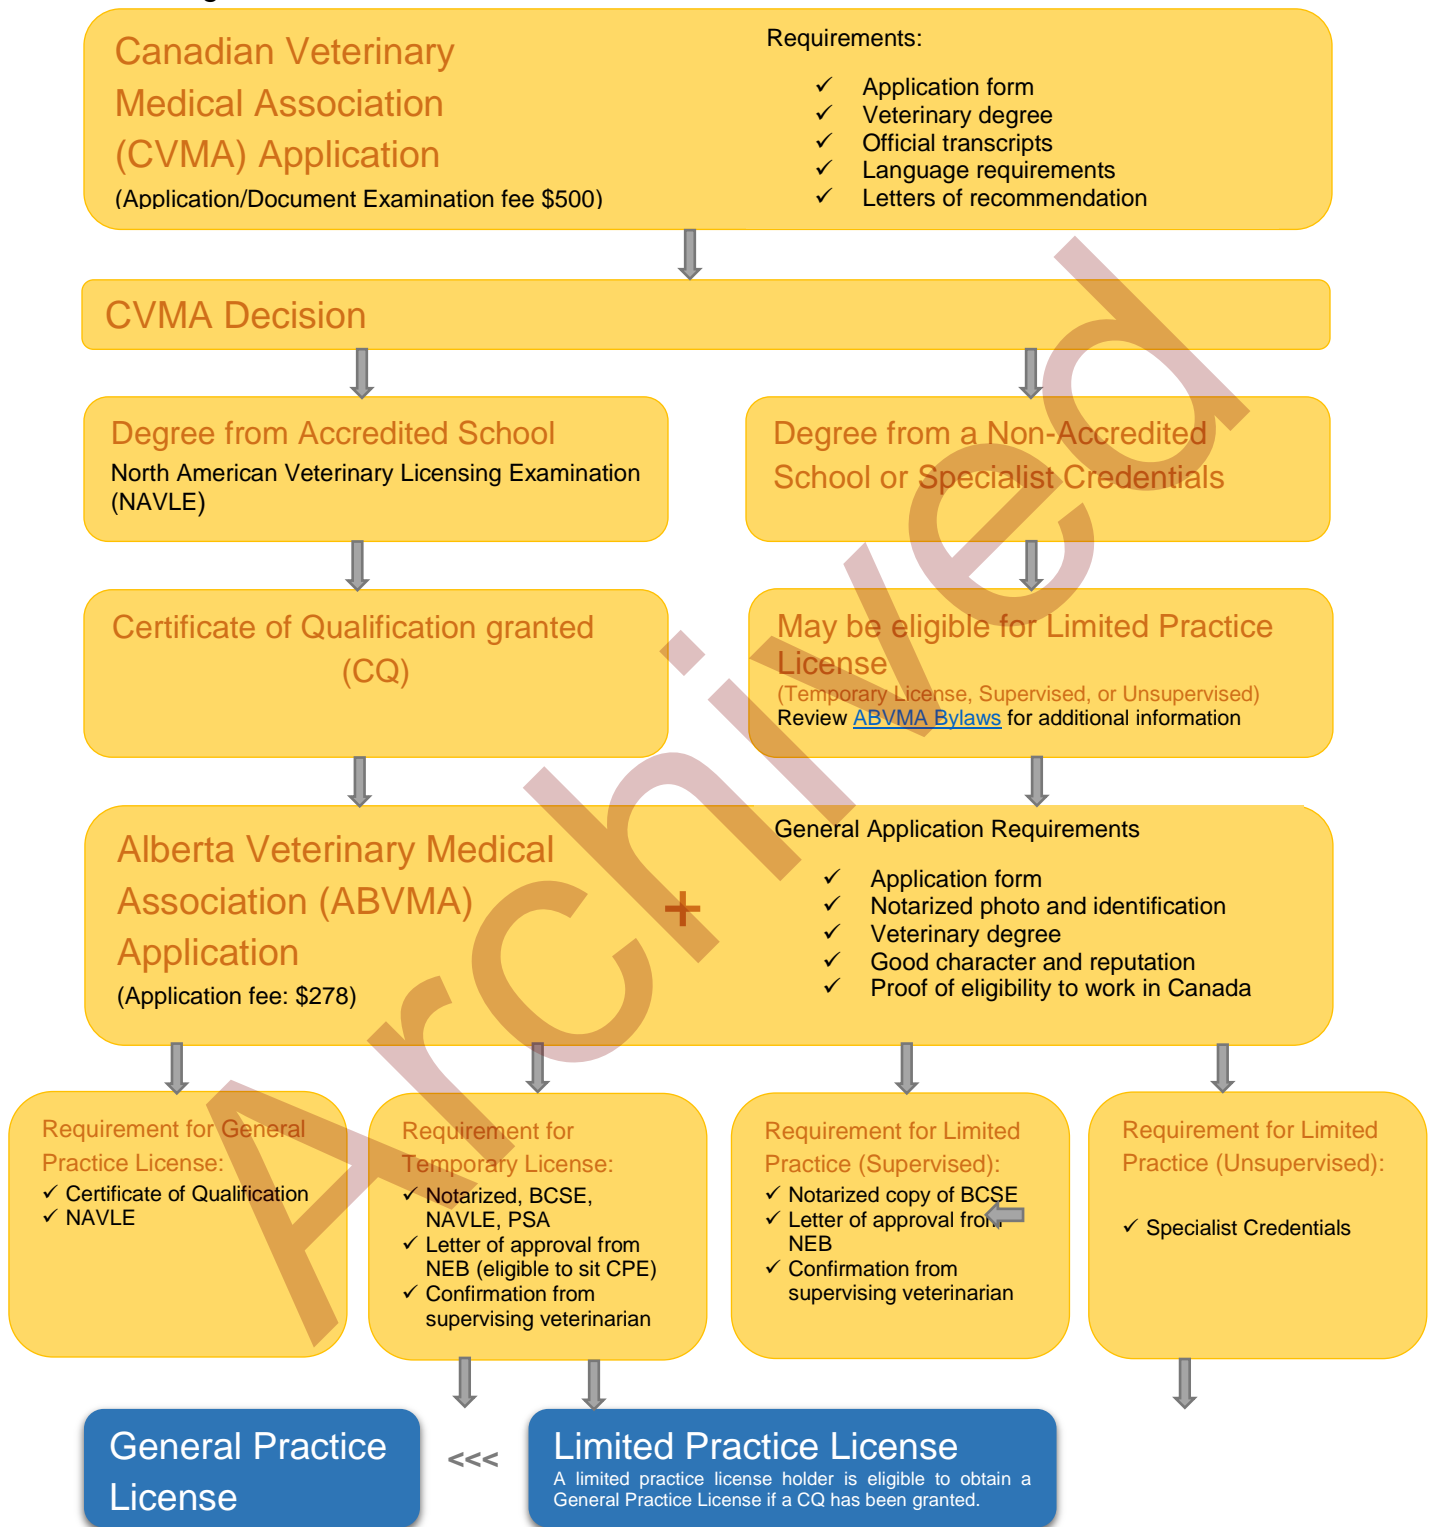 Canadian Veterinary
Medical Association
(CVMA) Application
(Application/Document Examination fee $500)
Requirements:
✓ Application form
✓ Veterinary degree
✓ Official transcripts
✓ Language requirements
✓ Letters of recommendation
CVMA Decision
Degree from Accredited School
North American Veterinary Licensing Examination
(NAVLE)
Degree from a Non-Accredited
School or Specialist Credentials
Certificate of Qualification granted
(CQ)
May be eligible for Limited Practice
License
(Temporary License, Supervised, or Unsupervised)
Review ABVMA Bylaws for additional information
Alberta Veterinary Medical
Association (ABVMA)
Application
(Application fee: $278)
+
General Application Requirements
✓ Application form
✓ Notarized photo and identification
✓ Veterinary degree
✓ Good character and reputation
✓ Proof of eligibility to work in Canada
Requirement for General
Practice License:
✓ Certificate of Qualification
✓ NAVLE
Requirement for
Temporary License:
✓ Notarized, BCSE,
NAVLE, PSA
✓ Letter of approval from
NEB (eligible to sit CPE)
✓ Confirmation from
supervising veterinarian
Requirement for Limited
Practice (Supervised):
✓ Notarized copy of BCSE
✓ Letter of approval from
NEB
✓ Confirmation from
supervising veterinarian
Requirement for Limited
Practice (Unsupervised):
✓ Specialist Credentials
General Practice
License
<<<
Limited Practice License
A limited practice license holder is eligible to obtain a
General Practice License if a CQ has been granted.
Archived